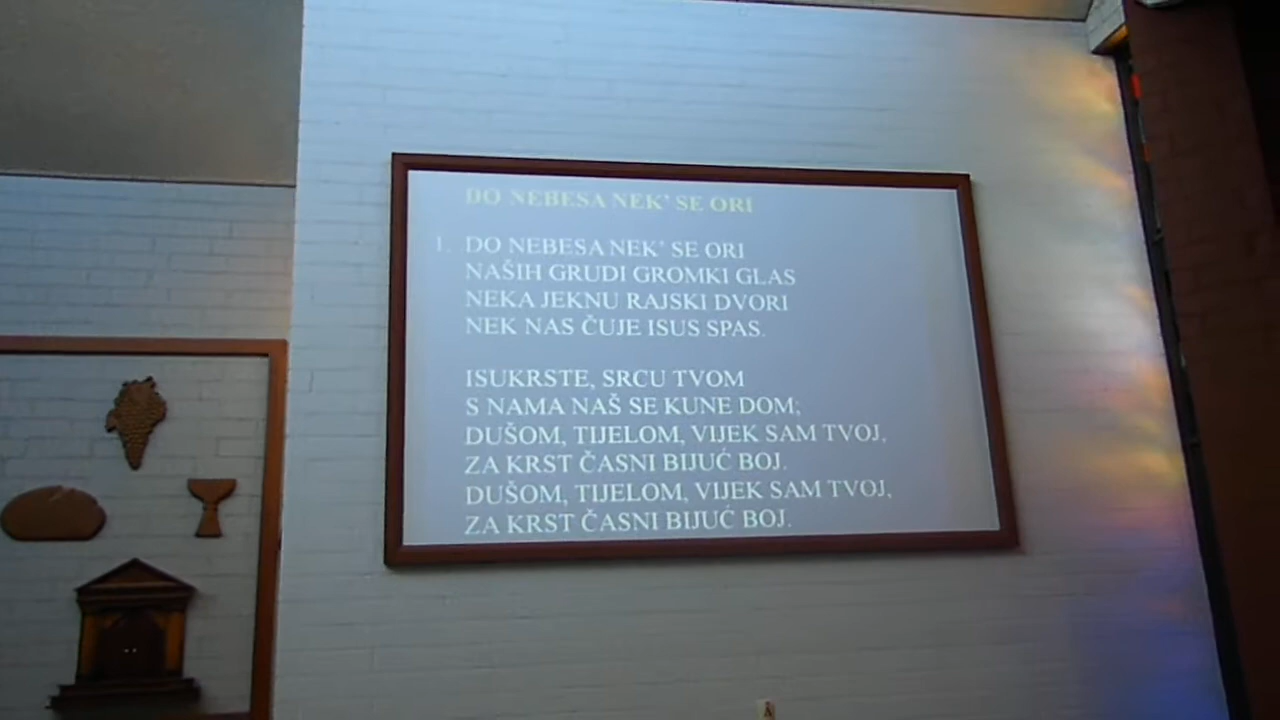 DO NEBESA NEK' SE ORI
1. DO NEBESA NEK' SE ORI
NAŠIH GRUDI GROMKI GLAS
NEKA JEKNU RAJSKI DVORI
NEK NAS ČUJE ISUS SPAS.
ISUKRSTE, SRCU TVOM
S NAMA NAŠ SE KUNE DOM;
DUŠOM, TIJELOM, VIJEK SAM TVOJ,
ZA KRST ČASNI BIJUĆ BOJ.
DUŠOM, TIJELOM, VIJEK SAM TVOJ,
ZA KRST ČASNI BIJUĆ BOJ.